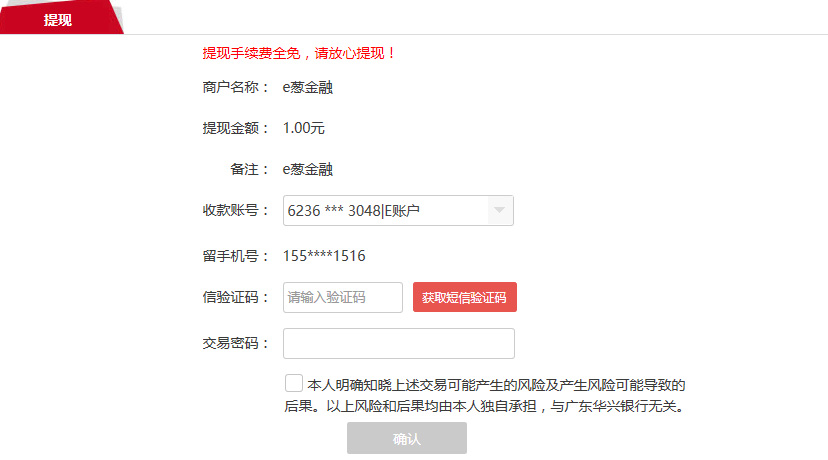 提现
提现手续费全免，请放心提现！
商户名称： e葱金融
提现金额： 1.00元
备注： e葱金融
收款账号： 6236 *** 3048|E账户
留手机号： 155****1516
信验证码： 请输入验证码 获取短信验证码
交易密码：
本人明确知晓上述交易可能产生的风险及产生风险可能导致的
后果。以上风险和后果均由本人独自承担，与广东华兴银行无关。
确认